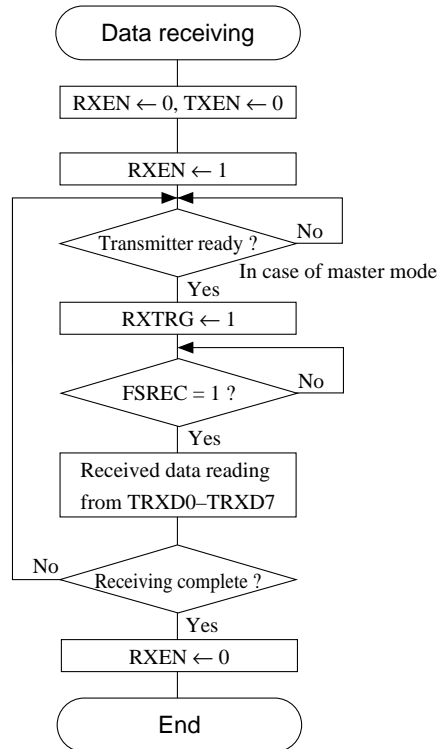 Data receiving
RXEN ← 0, TXEN ← 0
RXEN ← 1
Transmitter ready ?
No
In case of master mode
Yes
RXTRG ← 1
FSREC = 1 ?
No
Yes
Received data reading
from TRXD0–TRXD7
No
Receiving complete ?
Yes
RXEN ← 0
End